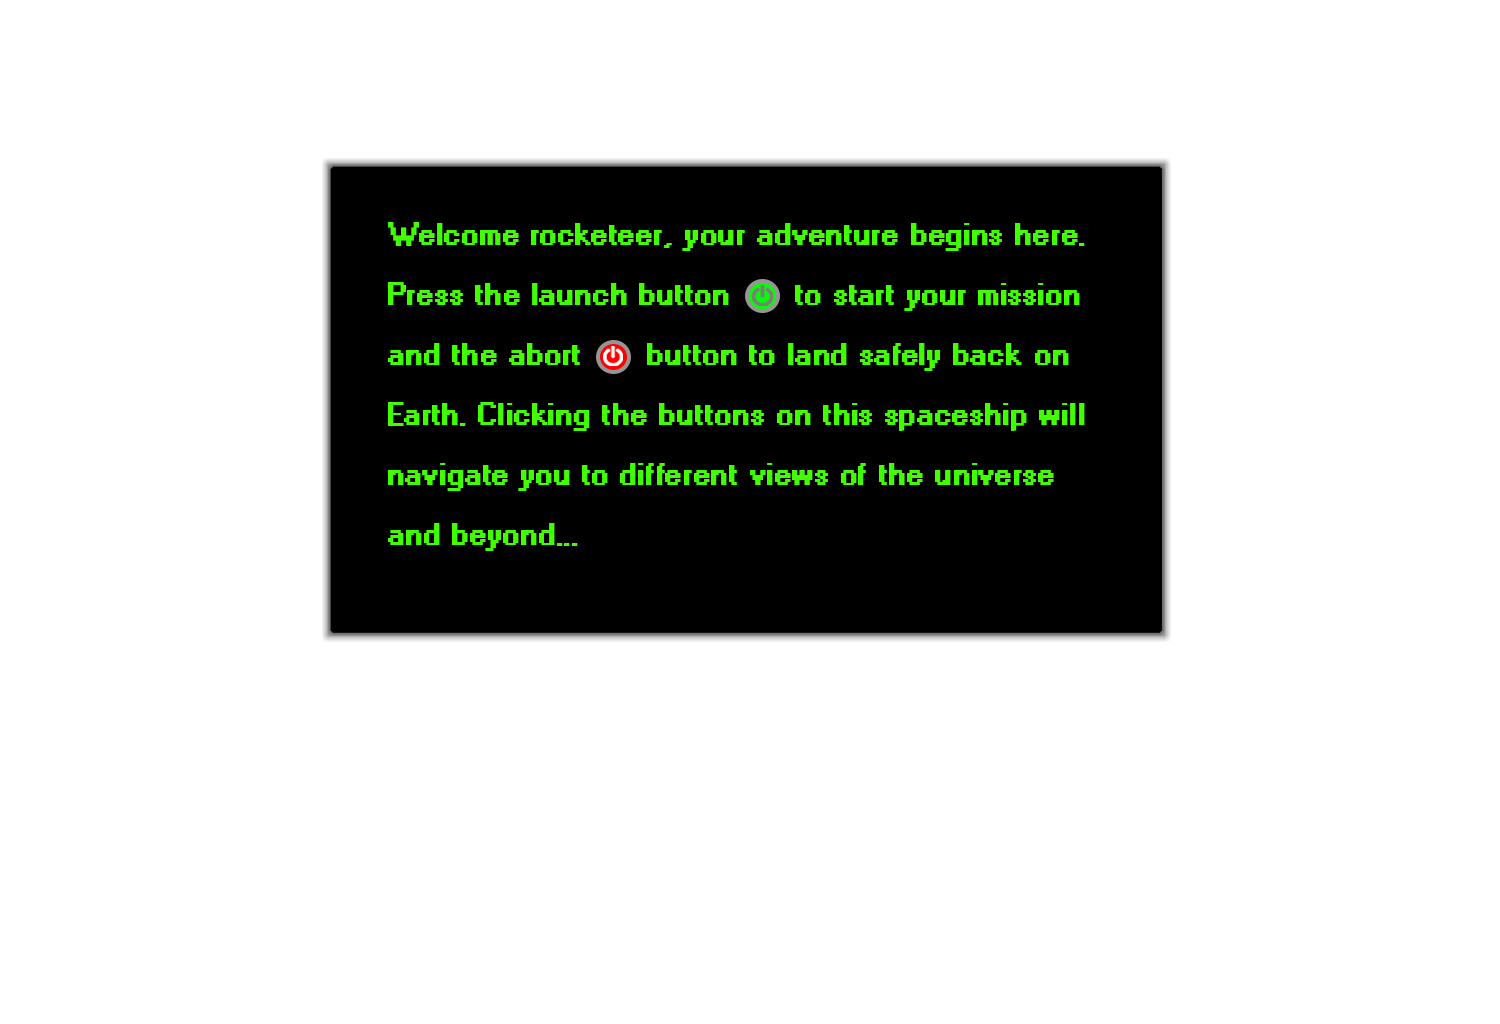 Welcome rocketeer, your adventure begins here.
Press the launch button to start your mission
and the abort button to land safely back on
Earth. Clicking the buttons on this spaceship will
navigate you to different views of the universe
and beyond...